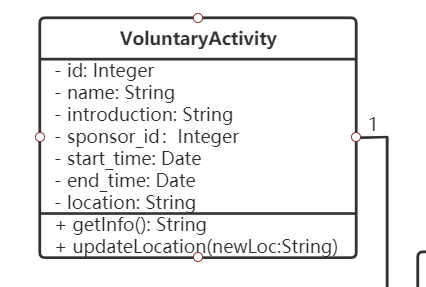 VoluntaryActivity
- id: Integer
- name: String
- introduction: String
- sponsor_id: Integer
- start_time: Date
- end_time: Date
- location: String
+ getInfo(): String
+ updateLocation(newLoc:String)
1